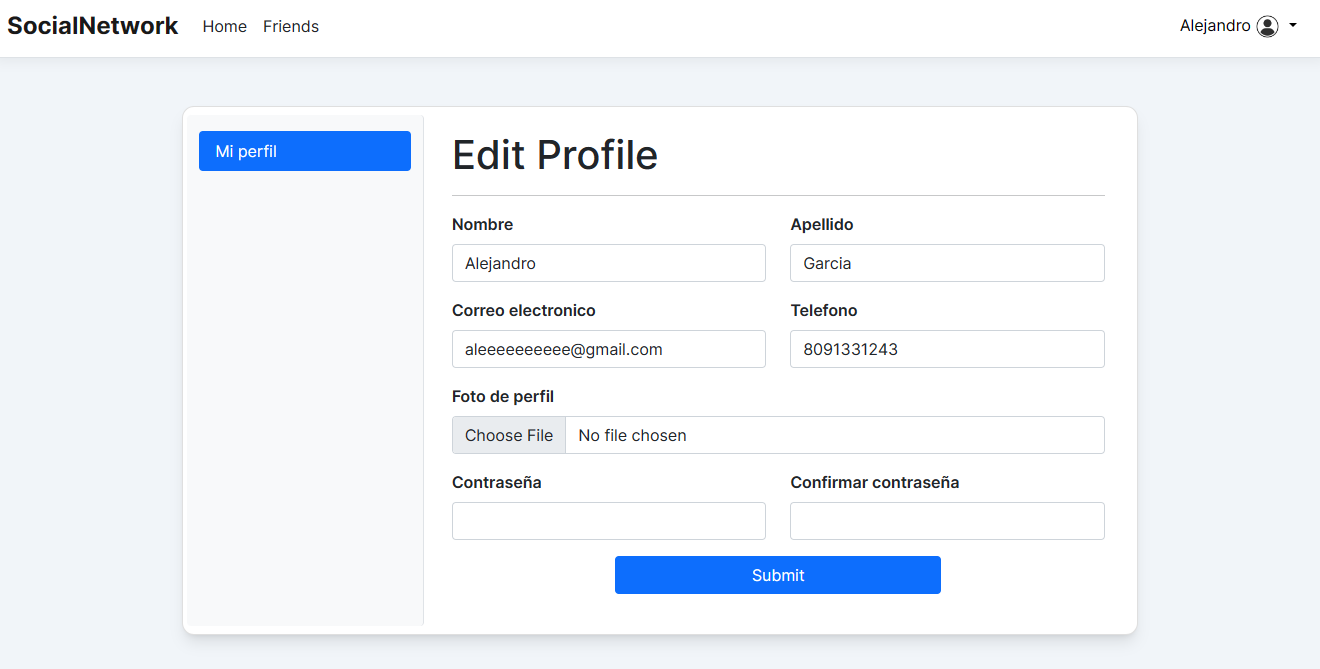 SocialNetwork Home Friends Alejandro
Mi perfil
Edit Profile
Nombre Apellido
Alejandro Garcia
Correo electronico Telefono
aleeeeeeeeee@gmail.com 8091331243
Foto de perfil
Choose File No file chosen
Contraseña Confirmar contraseña
Submit